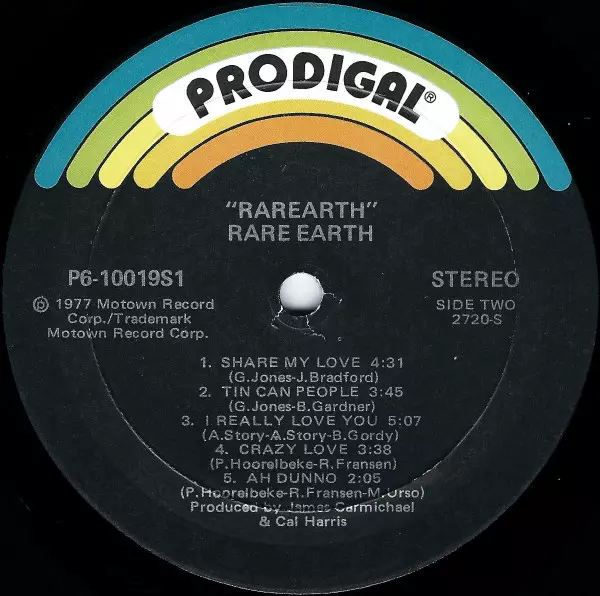 PRODIGAL®
"RAREARTH"
RARE EARTH
P6-10019S1
℗ 1977 Motown Record
Corp./Trademark
Motown Record Corp.
STEREO
SIDE TWO
2720-S
1. SHARE MY LOVE 4:31
(G.Jones-J.Bradford)
2. TIN CAN PEOPLE 3:45
(G.Jones-B.Gardner)
3. I REALLY LOVE YOU 5:07
(A.Story-A.Story-B.Gordy)
4. CRAZY LOVE 3:38
(P.Hoorelbeke-R.Fransen)
5. AH DUNNO 2:05
(P.Hoorelbeke-R.Fransen-M.Urso)
Produced by James Carmichael
& Cal Harris